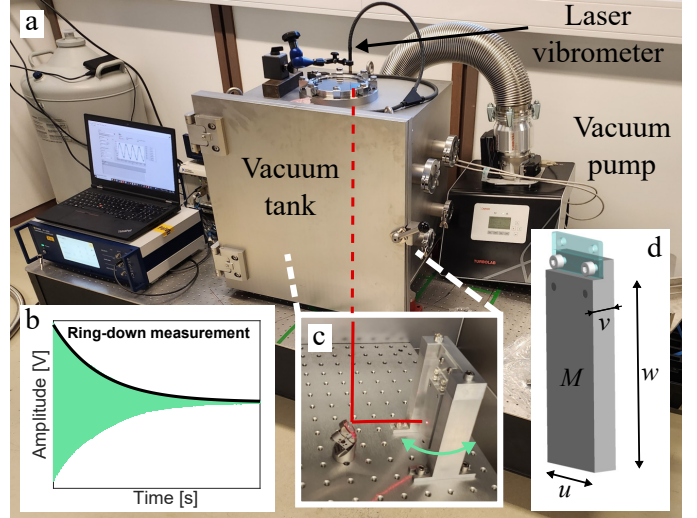 a
Laser
vibrometer
Vacuum
tank
Vacuum
pump
TURBOLAB
b
Ring-down measurement
Amplitude [V]
Time [s]
c
d
v
M
w
u